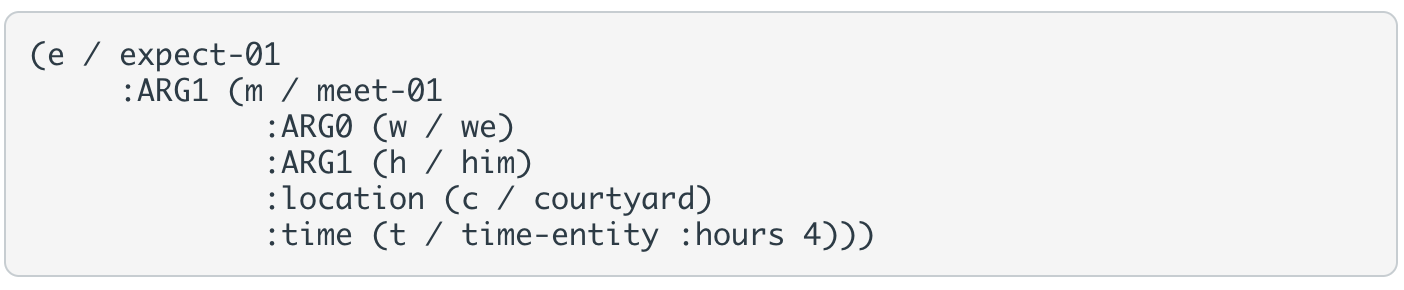 (e / expect-01
:ARG1 (m / meet-01
:ARG0 (w / we)
:ARG1 (h / him)
:location (c / courtyard)
:time (t / time-entity :hours 4)))